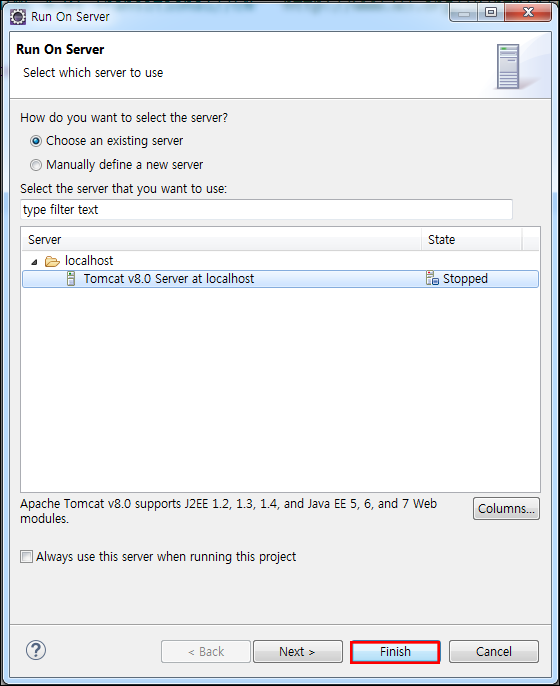 Run On Server
Run On Server
Select which server to use
How do you want to select the server?
Choose an existing server
Manually define a new server
Select the server that you want to use:
type filter text
Server State
localhost
Tomcat v8.0 Server at localhost Stopped
Apache Tomcat v8.0 supports J2EE 1.2, 1.3, 1.4, and Java EE 5, 6, and 7 Web
modules.
Columns...
Always use this server when running this project
? < Back Next > Finish Cancel